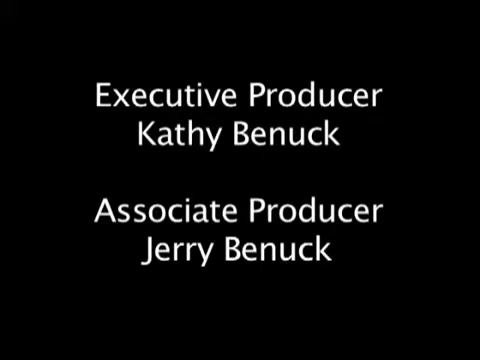 Executive Producer
Kathy Benuck
Associate Producer
Jerry Benuck